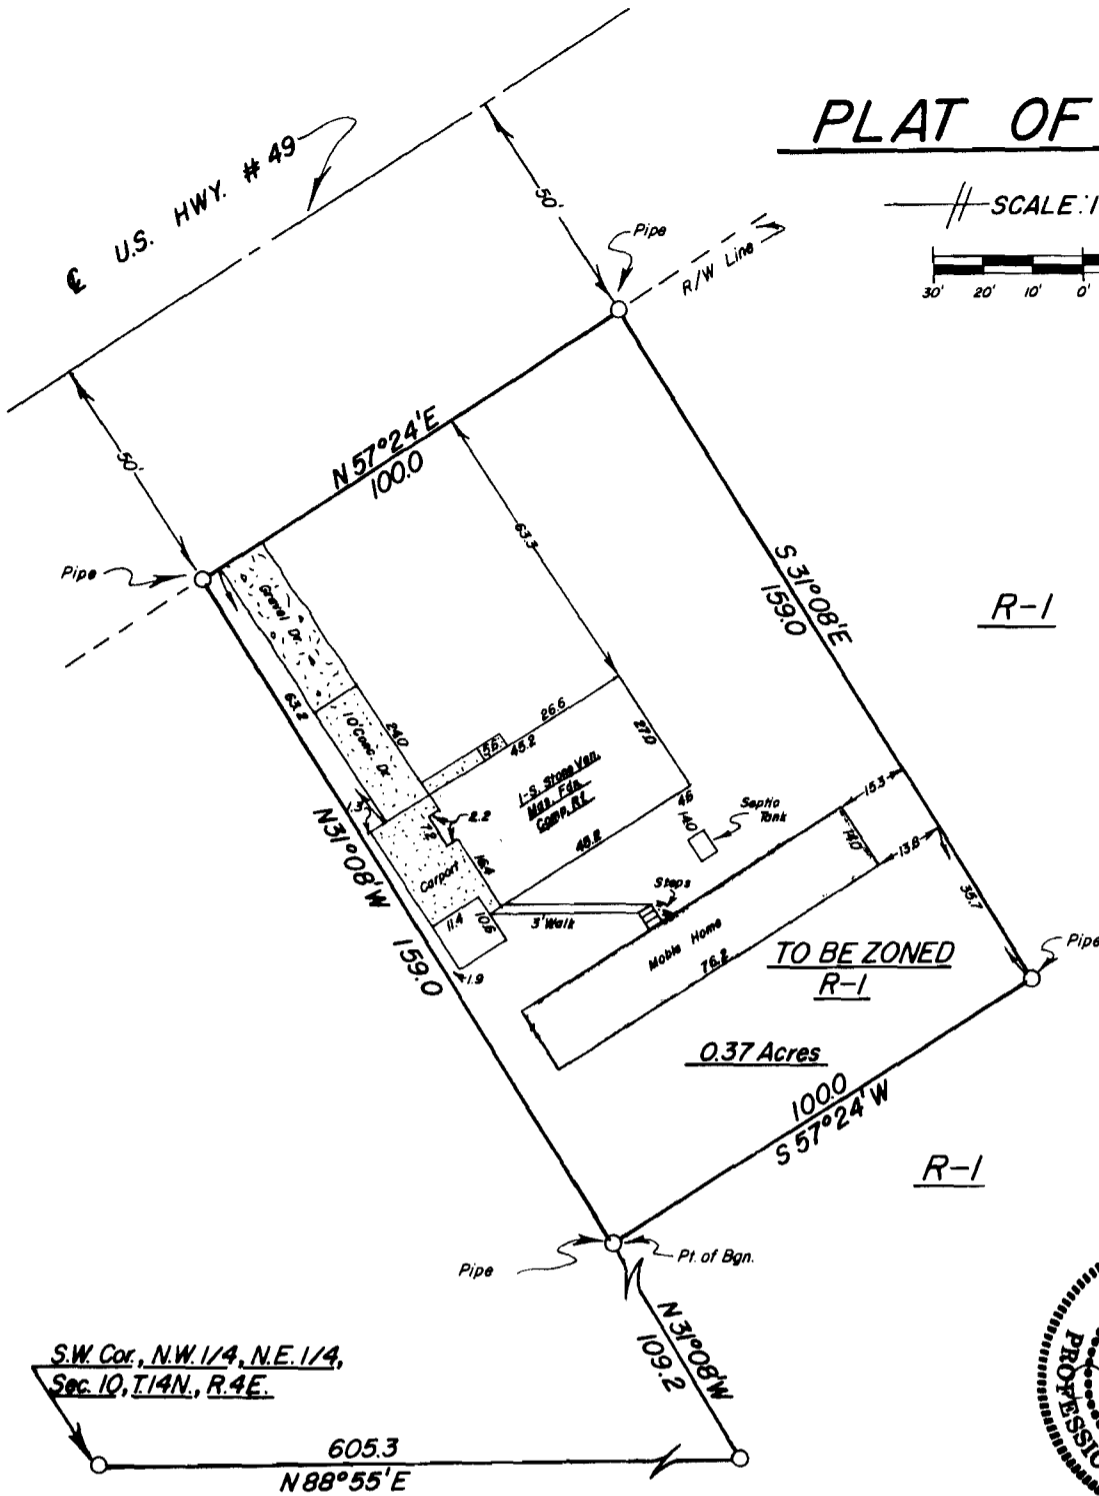 PLAT OF
SCALE: 1
30' 20' 10' 0'
℄ U.S. HWY. # 49
50'
Pipe
R/W Line
50'
N 57°24'E
100.0
Pipe
63.3
S 31°08'E
159.0
R-1
Gravel Dr.
63.2
10' Conc. Dr.
24.0
26.6
5.6
45.2
27.0
1-S. Stone Ven.
Mas. Fdn.
Comp. Rf.
1.3
7.2
2.2
16.4
45.2
46
14.0
Septic
Tank
15.3
14.0
13.8
35.7
Carport
11.4
10.6
3' Walk
Steps
1.9
N31°08'W
159.0
Moble Home
76.2
TO BE ZONED
R-1
Pipe
0.37 Acres
100.0
S 57°24'W
R-1
Pipe
Pt. of Bgn.
N31°08'W
109.2
S.W. Cor., N.W. 1/4, N.E. 1/4,
Sec. 10, T.14N., R.4E.
605.3
N 88°55'E